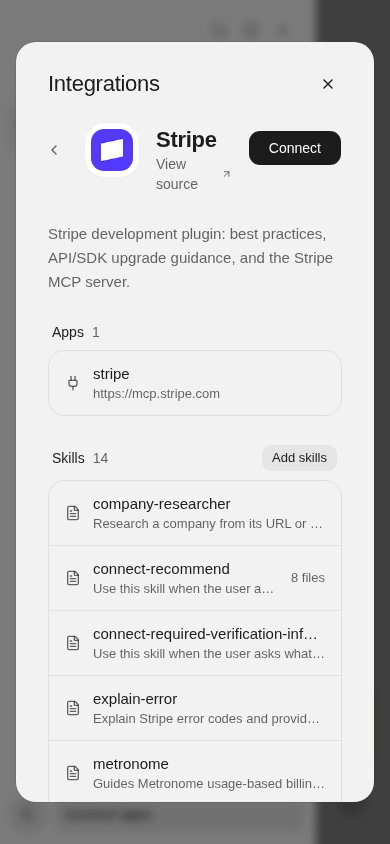 Integrations
Stripe
View
source
Connect
Stripe development plugin: best practices,
API/SDK upgrade guidance, and the Stripe
MCP server.
Apps 1
stripe
https://mcp.stripe.com
Skills 14
Add skills
company-researcher
Research a company from its URL or …
connect-recommend
Use this skill when the user a…
8 files
connect-required-verification-inf…
Use this skill when the user asks what…
explain-error
Explain Stripe error codes and provid…
metronome
Guides Metronome usage-based billin…